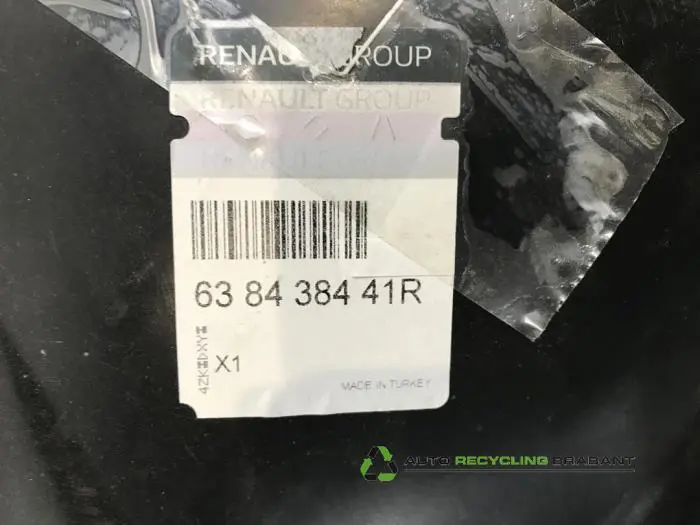 RENAULT GROUP
RENAULT GROUP
63 84 384 41R
X1
MADE IN TURKEY
AUTO RECYCLING BRABANT